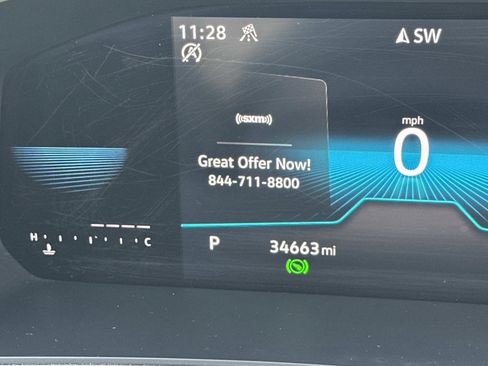 11:28
SW
((sxm))
mph
0
Great Offer Now!
844-711-8800
H C
P 34663 mi